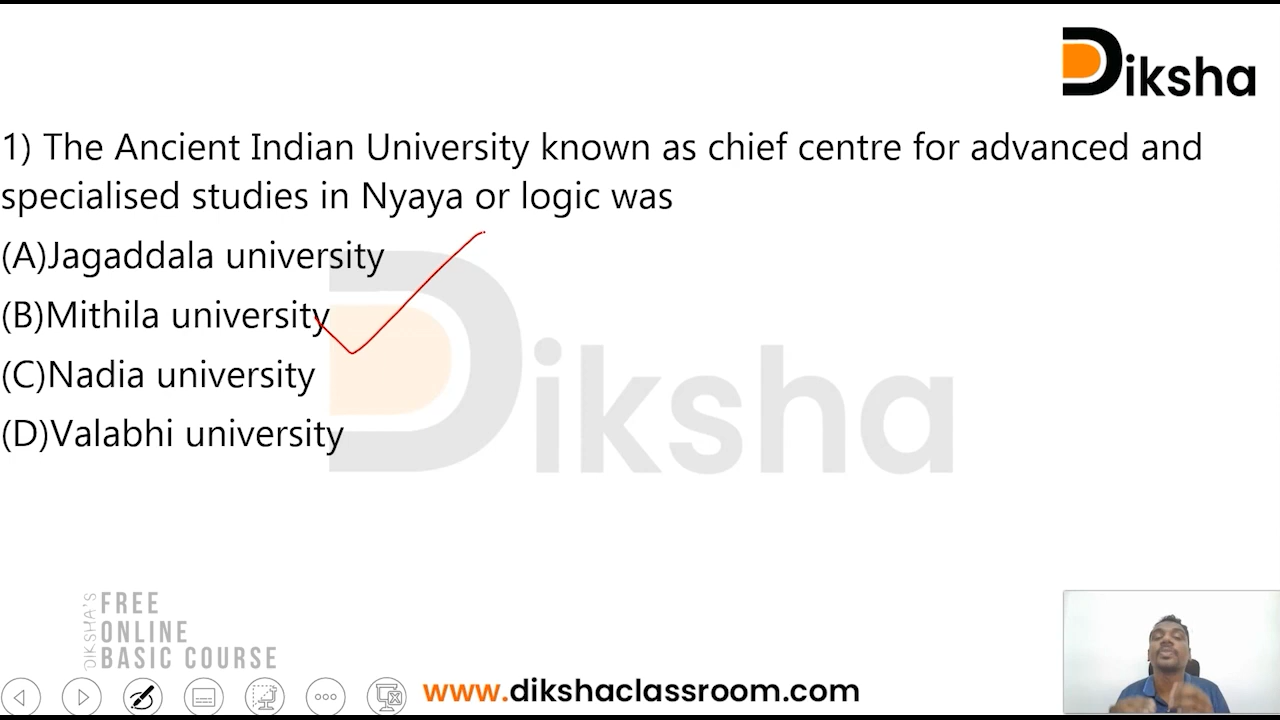 Diksha
1) The Ancient Indian University known as chief centre for advanced and
specialised studies in Nyaya or logic was
(A)Jagaddala university
(B)Mithila university
(C)Nadia university
(D)Valabhi university
Diksha
DIKSHA'S
FREE
ONLINE
BASIC COURSE
www.dikshaclassroom.com